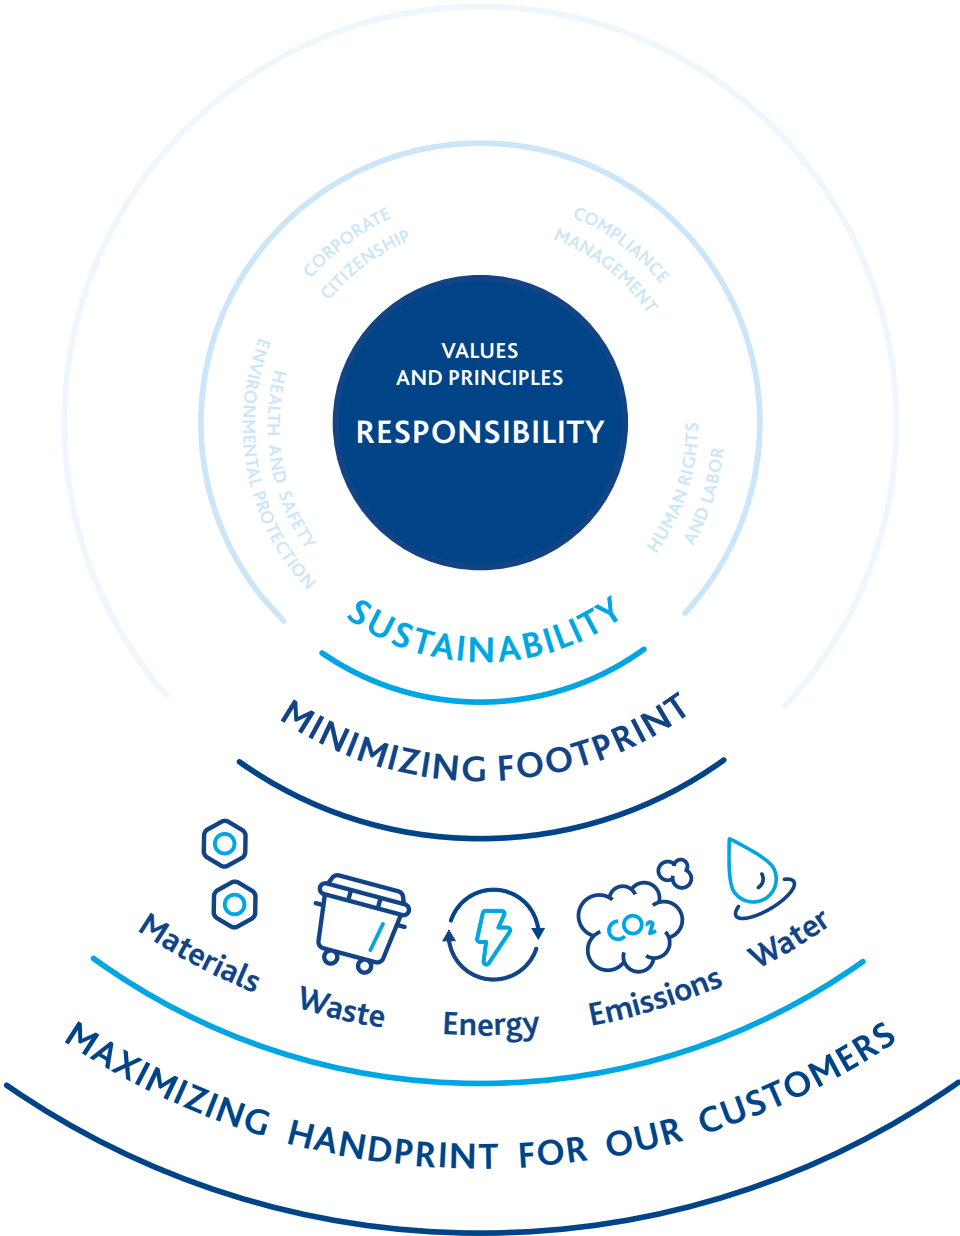 CORPORATE
CITIZENSHIP
COMPLIANCE
MANAGEMENT
VALUES
AND PRINCIPLES
RESPONSIBILITY
HEALTH AND SAFETY
ENVIRONMENTAL PROTECTION
HUMAN RIGHTS
AND LABOR
SUSTAINABILITY
MINIMIZING FOOTPRINT
CO2
Materials
Waste
Energy
Emissions
Water
MAXIMIZING HANDPRINT FOR OUR CUSTOMERS